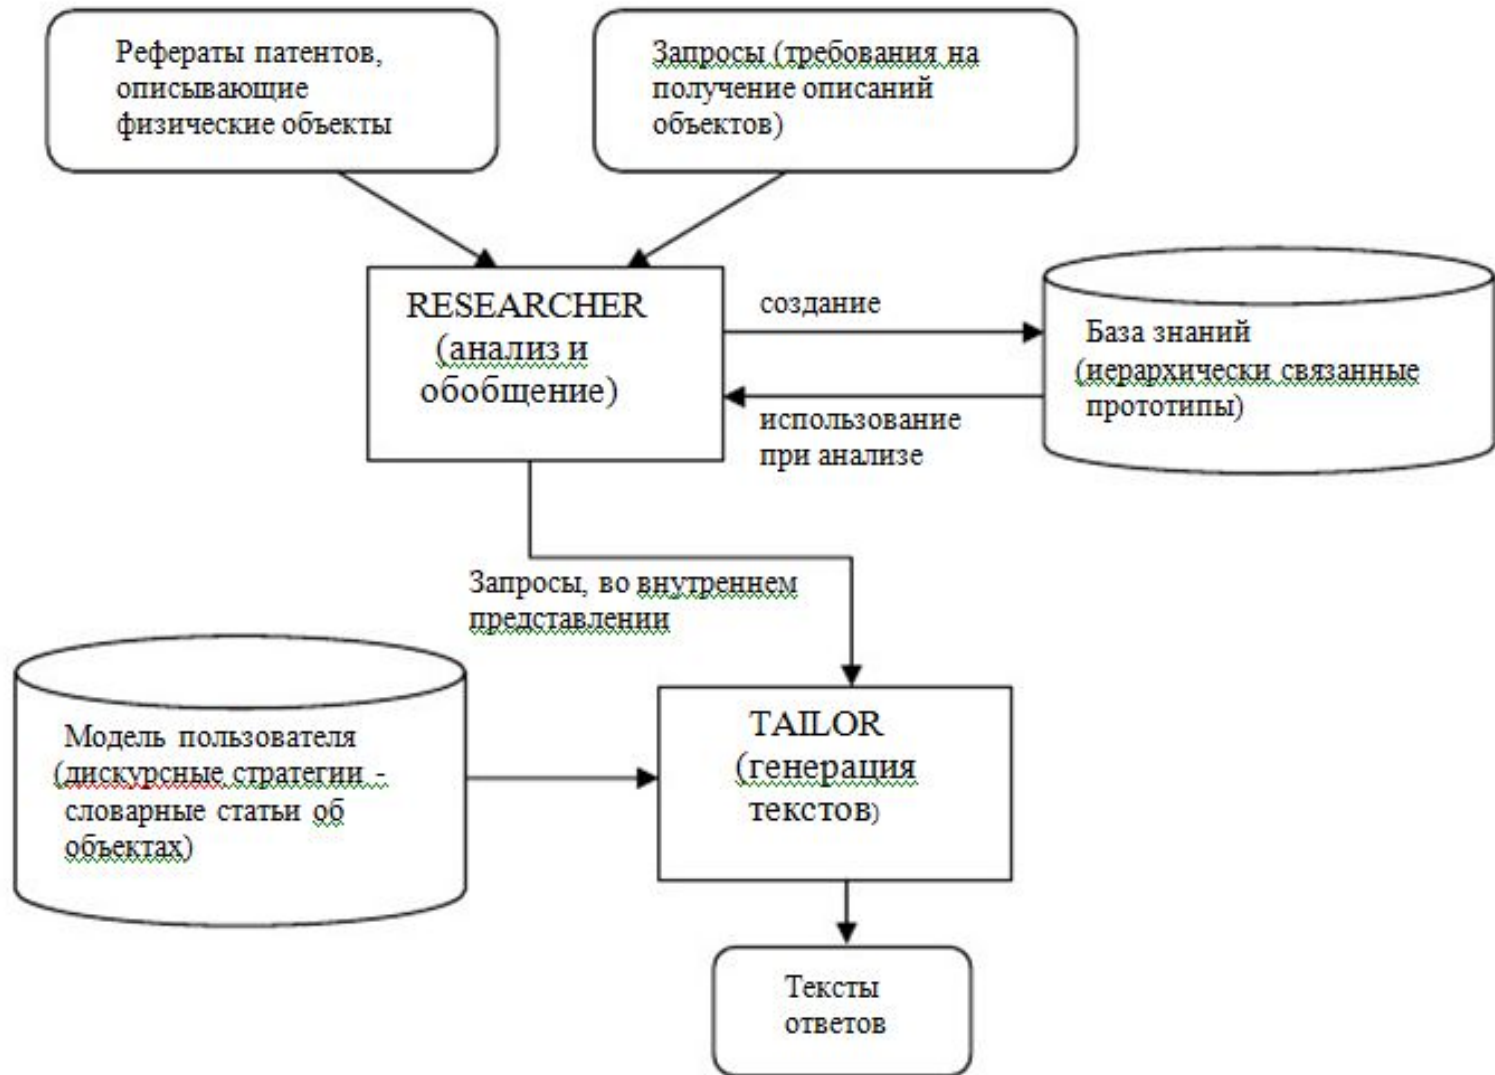 Рефераты патентов,
описывающие
физические объекты
Запросы (требования на
получение описаний
объектов)
RESEARCHER
(анализ и
обобщение)
создание
База знаний
(иерархически связанные
прототипы)
использование
при анализе
Запросы, во внутреннем
представлении
Модель пользователя
(дискурсные стратегии -
словарные статьи об
объектах)
TAILOR
(генерация
текстов)
Тексты
ответов